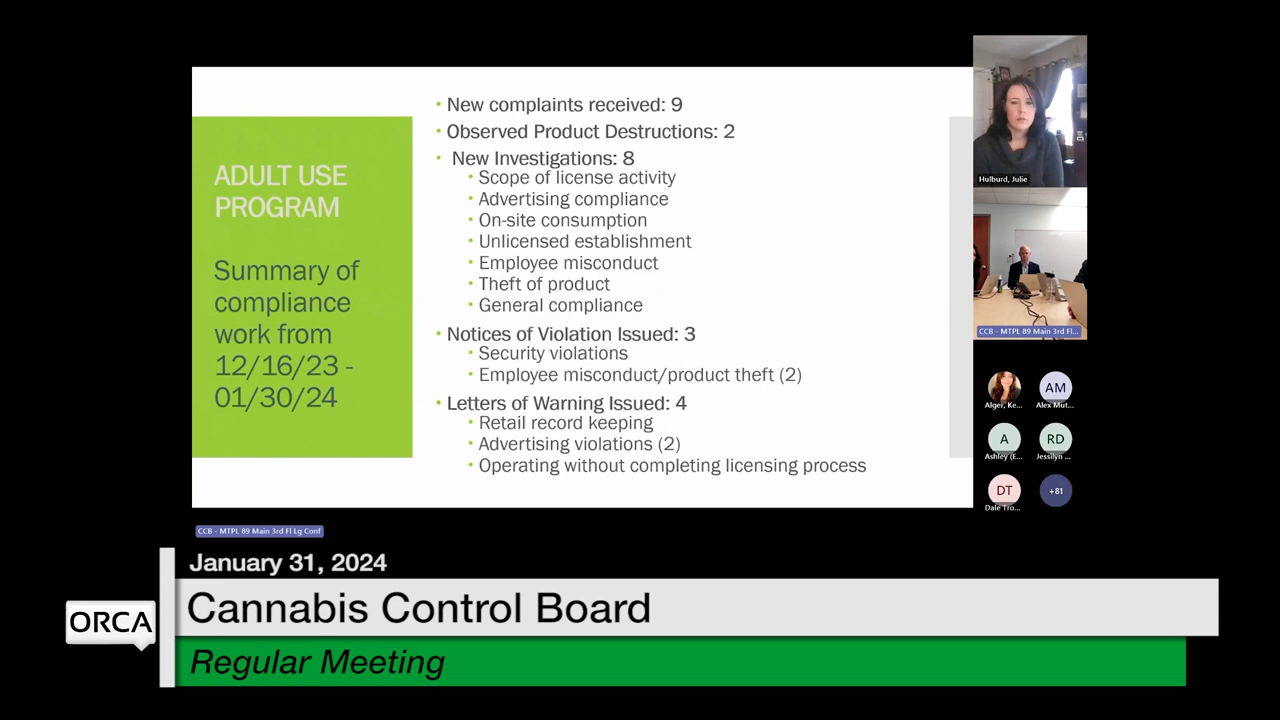 ADULT USE
PROGRAM
Summary of
compliance
work from
12/16/23 -
01/30/24
• New complaints received: 9
• Observed Product Destructions: 2
• New Investigations: 8
• Scope of license activity
• Advertising compliance
• On-site consumption
• Unlicensed establishment
• Employee misconduct
• Theft of product
• General compliance
• Notices of Violation Issued: 3
• Security violations
• Employee misconduct/product theft (2)
• Letters of Warning Issued: 4
• Retail record keeping
• Advertising violations (2)
• Operating without completing licensing process
Hulburd, Julie
CCB - MTPL 89 Main 3rd Fl...
AM
Alger, Ke...
Alex Mut...
A
RD
Ashley (E...
Jessilyn ...
DT
+81
Dale Tro...
CCB - MTPL 89 Main 3rd Fl Lg Conf
January 31, 2024
ORCA
Cannabis Control Board
Regular Meeting